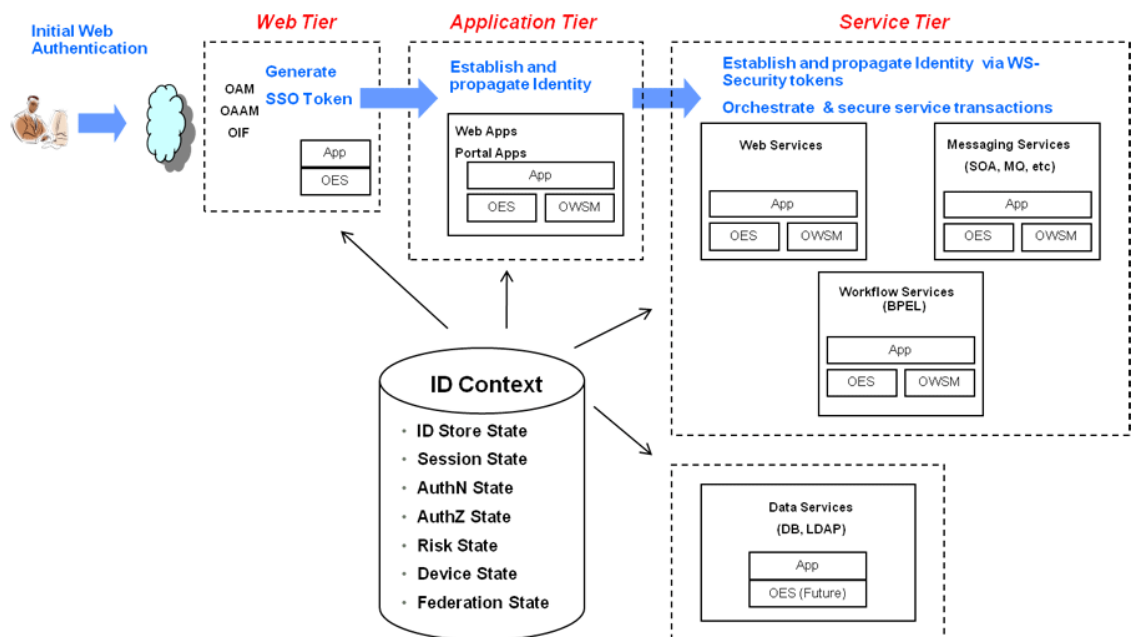 Initial Web
Authentication
Web Tier
Generate
SSO Token
OAM
OAAM
OIF
App
OES
Application Tier
Establish and
propagate Identity
Web Apps
Portal Apps
App
OES
OWSM
Service Tier
Establish and propagate Identity via WS-
Security tokens
Orchestrate & secure service transactions
Web Services
App
OES
OWSM
Messaging Services
(SOA, MQ, etc)
App
OES
OWSM
Workflow Services
(BPEL)
App
OES
OWSM
ID Context
• ID Store State
• Session State
• AuthN State
• AuthZ State
• Risk State
• Device State
• Federation State
Data Services
(DB, LDAP)
App
OES (Future)